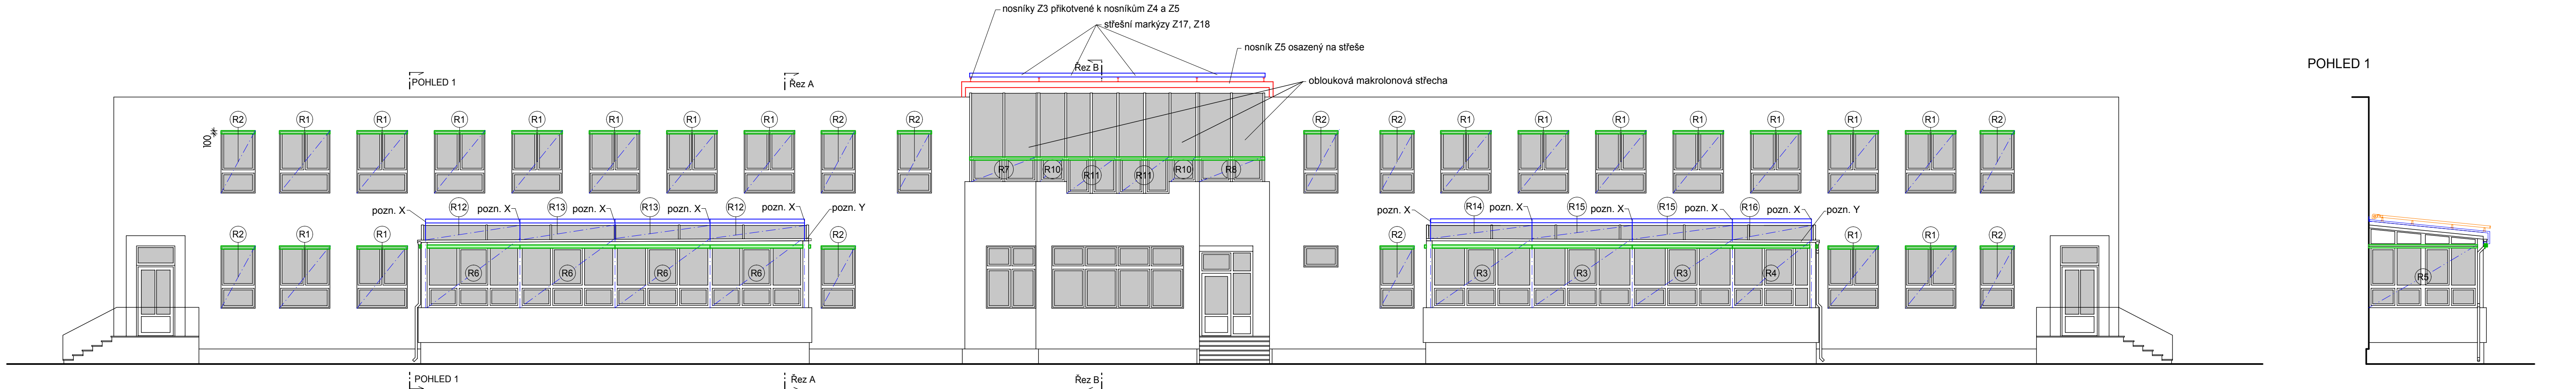 nosníky Z3 přikotvené k nosníkům Z4 a Z5
střešní markýzy Z17, Z18
nosník Z5 osazený na střeše
Řez B
POHLED 1
POHLED 1
Řez A
oblouková makrolonová střecha
R2 R1 R1 R1 R1 R1 R1 R1 R2 R2 R2 R2 R1 R1 R1 R1 R1 R1 R1 R2
100
R7 R10 R11 R11 R10 R8
pozn. X R12 pozn. X R13 pozn. X R13 pozn. X R12 pozn. X pozn. Y
pozn. X R14 pozn. X R15 pozn. X R15 pozn. X R16 pozn. X pozn. Y
R2 R1 R1 R2 R2 R1 R1 R2
R6 R6 R6 R6 R3 R3 R3 R4 R5
POHLED 1 Řez A Řez B